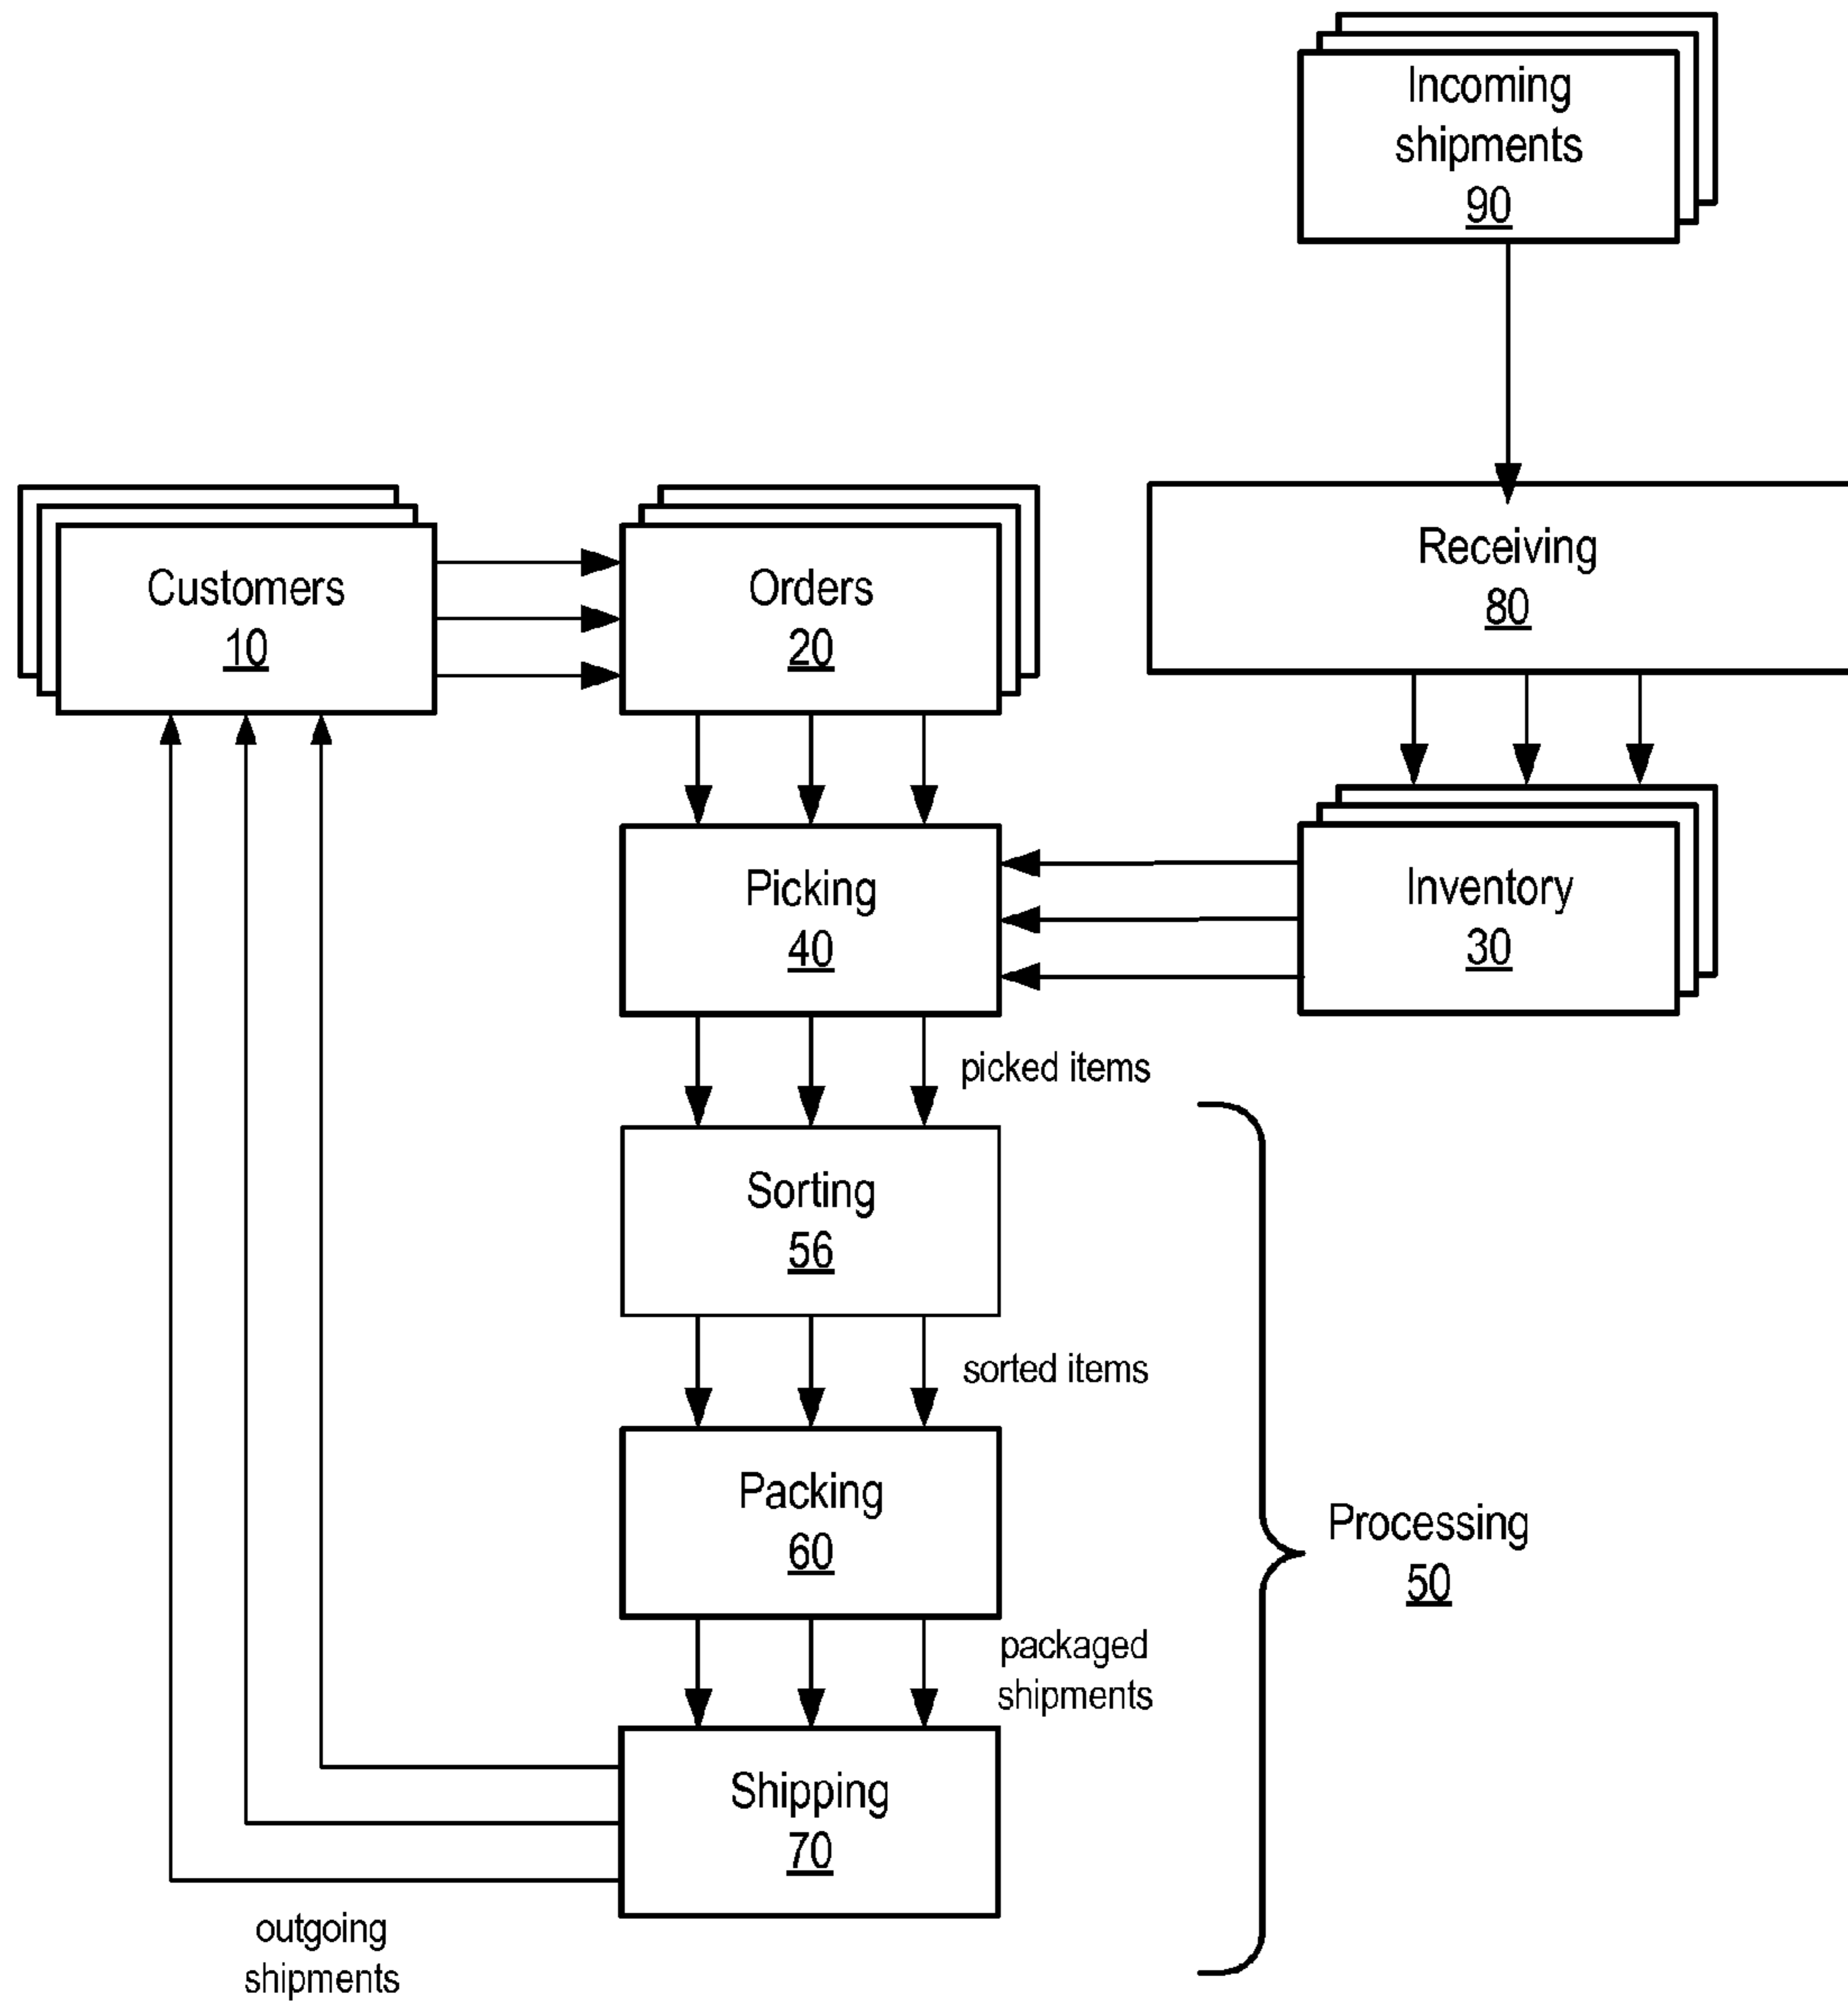 Incoming
shipments
90
Customers
10
Orders
20
Receiving
80
Picking
40
Inventory
30
picked items
Sorting
56
sorted items
Packing
60
Processing
50
packaged
shipments
Shipping
70
outgoing
shipments